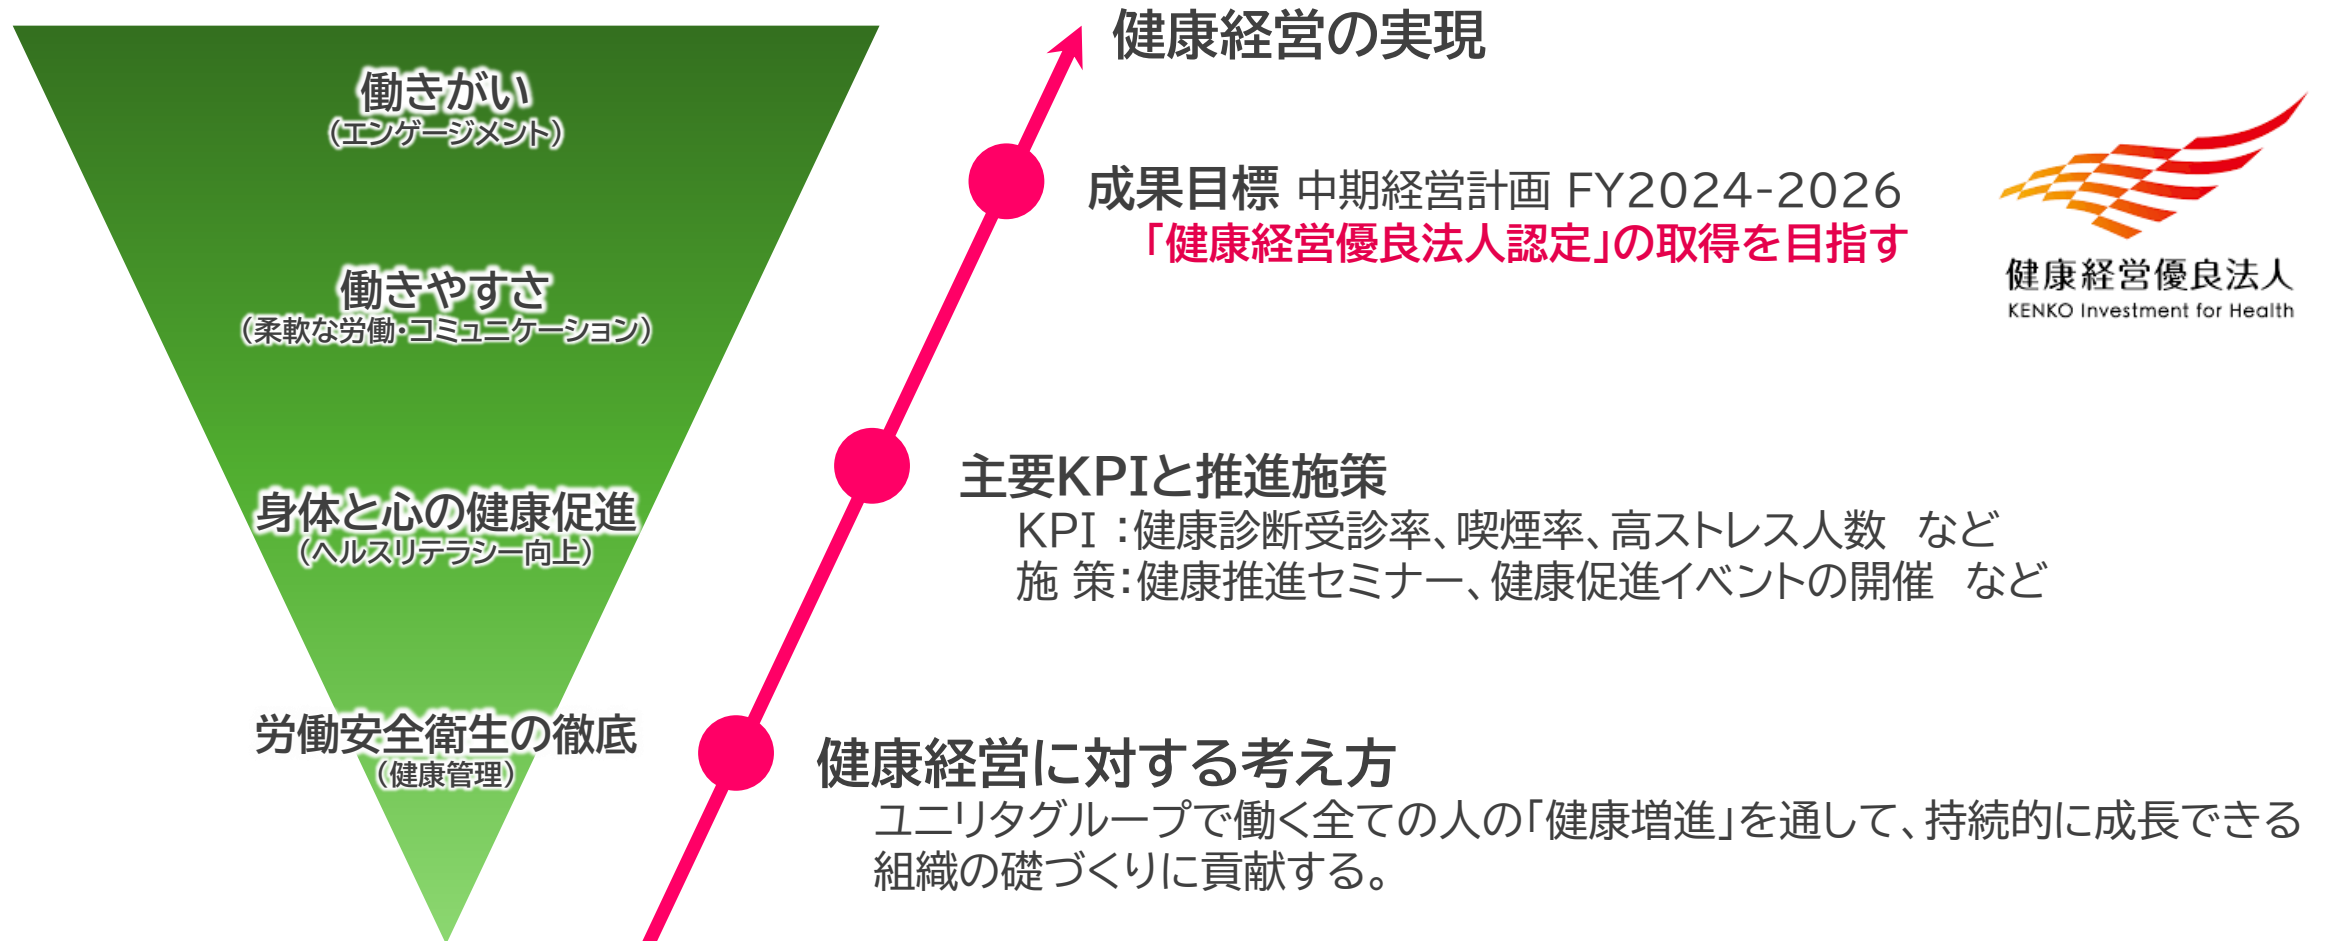 働きがい
（エンゲージメント）
働きやすさ
（柔軟な労働・コミュニケーション）
身体と心の健康促進
（ヘルスリテラシー向上）
労働安全衛生の徹底
（健康管理）
健康経営の実現
成果目標 中期経営計画 FY2024-2026
「健康経営優良法人認定」の取得を目指す
健康経営優良法人
KENKO Investment for Health
主要KPIと推進施策
KPI ：健康診断受診率、喫煙率、高ストレス人数　など
施 策：健康推進セミナー、健康促進イベントの開催　など
健康経営に対する考え方
ユニリタグループで働く全ての人の「健康増進」を通して、持続的に成長できる
組織の礎づくりに貢献する。